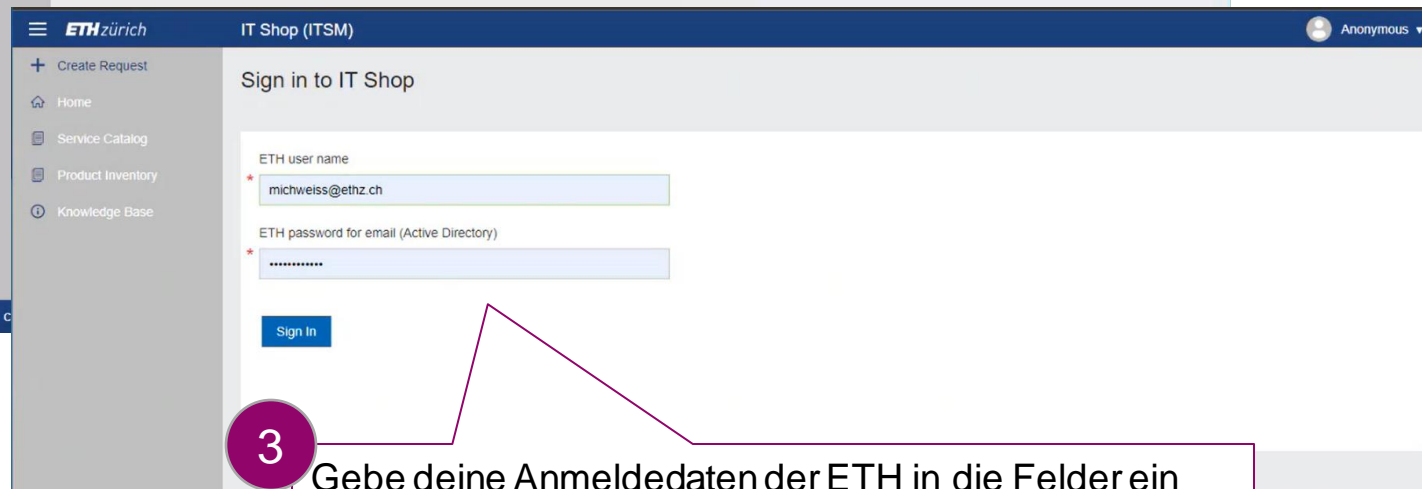 ETH zürich
IT Shop (ITSM)
Anonymous
Create Request
Home
Service Catalog
Product Inventory
Knowledge Base
Sign in to IT Shop
ETH user name
*
michweiss@ethz.ch
ETH password for email (Active Directory)
*
••••••••••••
Sign In
3
Gebe deine Anmeldedaten der ETH in die Felder ein